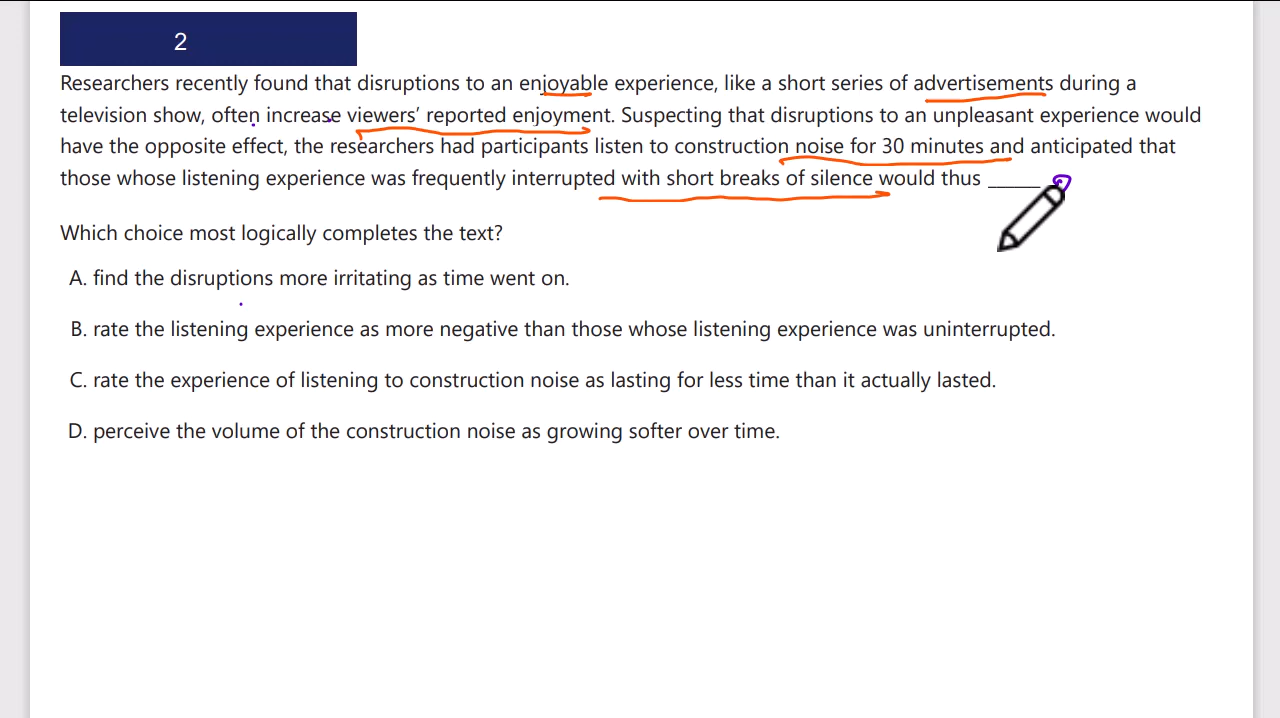 2
Researchers recently found that disruptions to an enjoyable experience, like a short series of advertisements during a
television show, often increase viewers’ reported enjoyment. Suspecting that disruptions to an unpleasant experience would
have the opposite effect, the researchers had participants listen to construction noise for 30 minutes and anticipated that
those whose listening experience was frequently interrupted with short breaks of silence would thus _____
Which choice most logically completes the text?
A. find the disruptions more irritating as time went on.
B. rate the listening experience as more negative than those whose listening experience was uninterrupted.
C. rate the experience of listening to construction noise as lasting for less time than it actually lasted.
D. perceive the volume of the construction noise as growing softer over time.